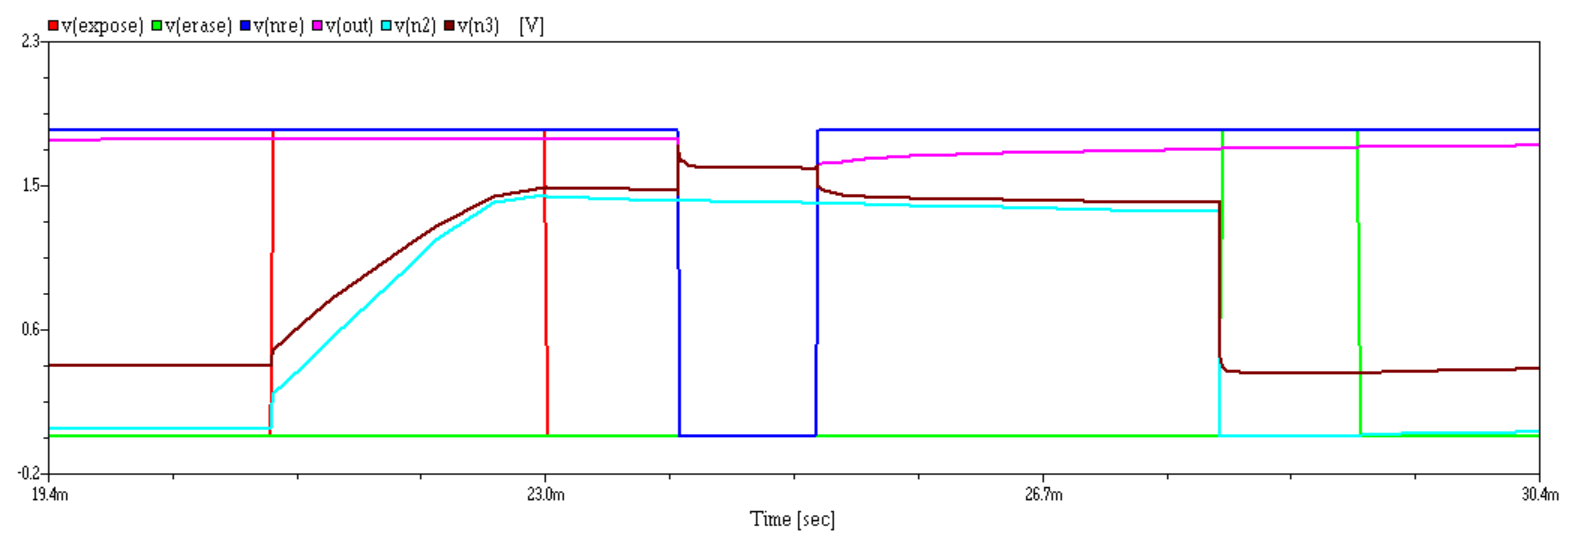 v(expose) v(erase) v(nre) v(out) v(n2) v(n3) [V]
2.3
1.5
0.6
-0.2
19.4m 23.0m 26.7m 30.4m
Time [sec]